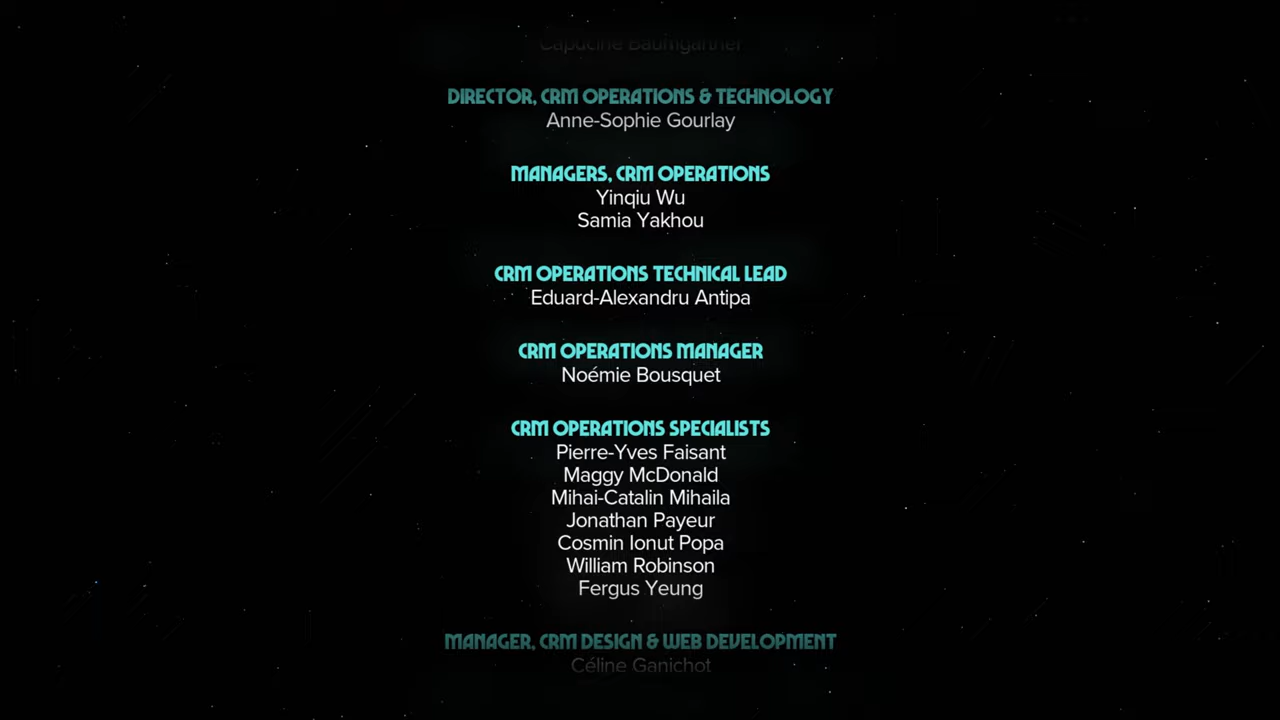 Capucine Baumgartner
DIRECTOR, CRM OPERATIONS & TECHNOLOGY
Anne-Sophie Gourlay
MANAGERS, CRM OPERATIONS
Yinqiu Wu
Samia Yakhou
CRM OPERATIONS TECHNICAL LEAD
Eduard-Alexandru Antipa
CRM OPERATIONS MANAGER
Noémie Bousquet
CRM OPERATIONS SPECIALISTS
Pierre-Yves Faisant
Maggy McDonald
Mihai-Catalin Mihaila
Jonathan Payeur
Cosmin Ionut Popa
William Robinson
Fergus Yeung
MANAGER, CRM DESIGN & WEB DEVELOPMENT
Céline Ganichot